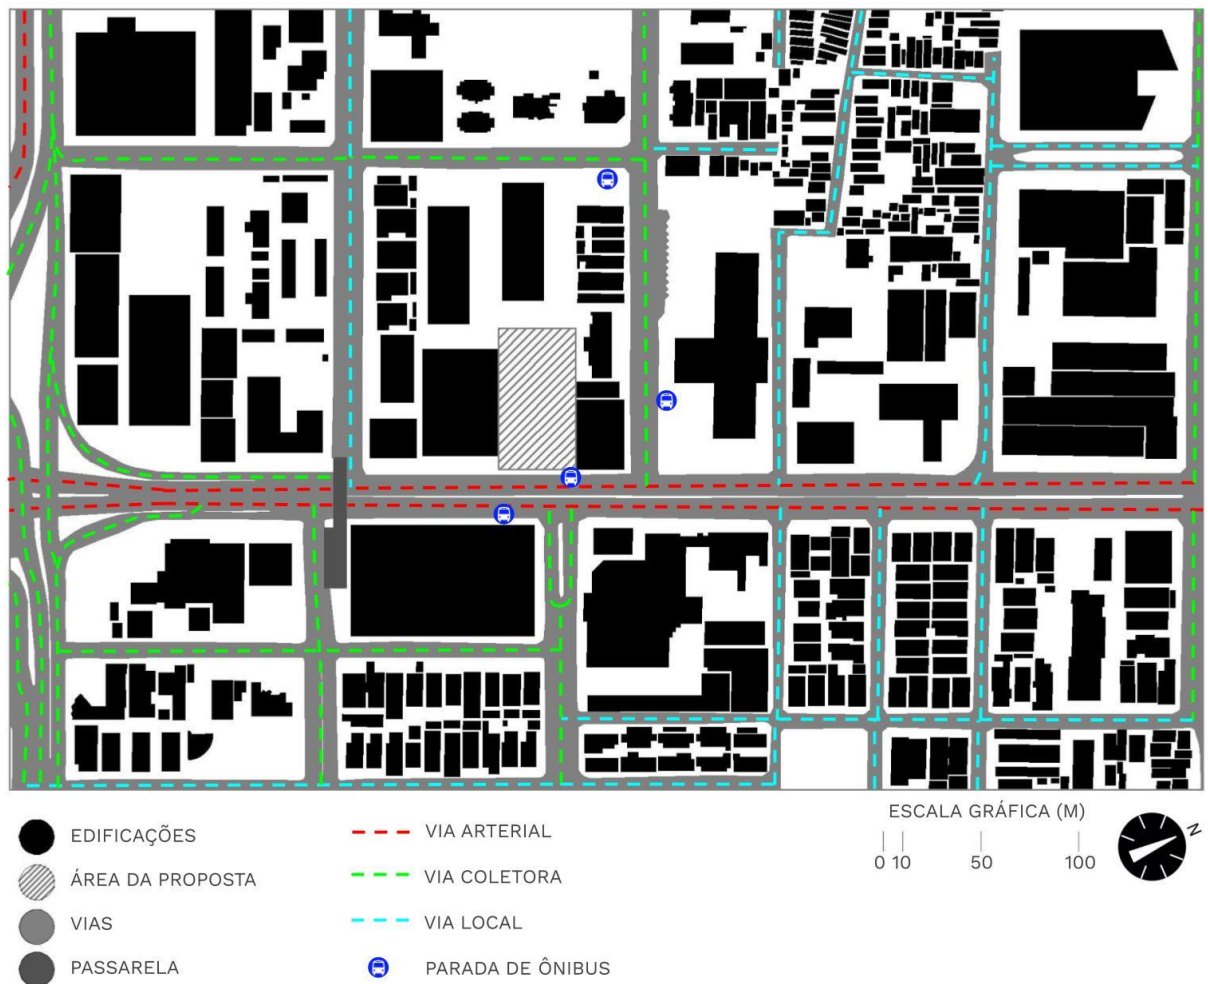 EDIFICAÇÕES
ÁREA DA PROPOSTA
VIAS
PASSARELA
VIA ARTERIAL
VIA COLETORA
VIA LOCAL
PARADA DE ÔNIBUS
ESCALA GRÁFICA (M)
0 10 50 100
N